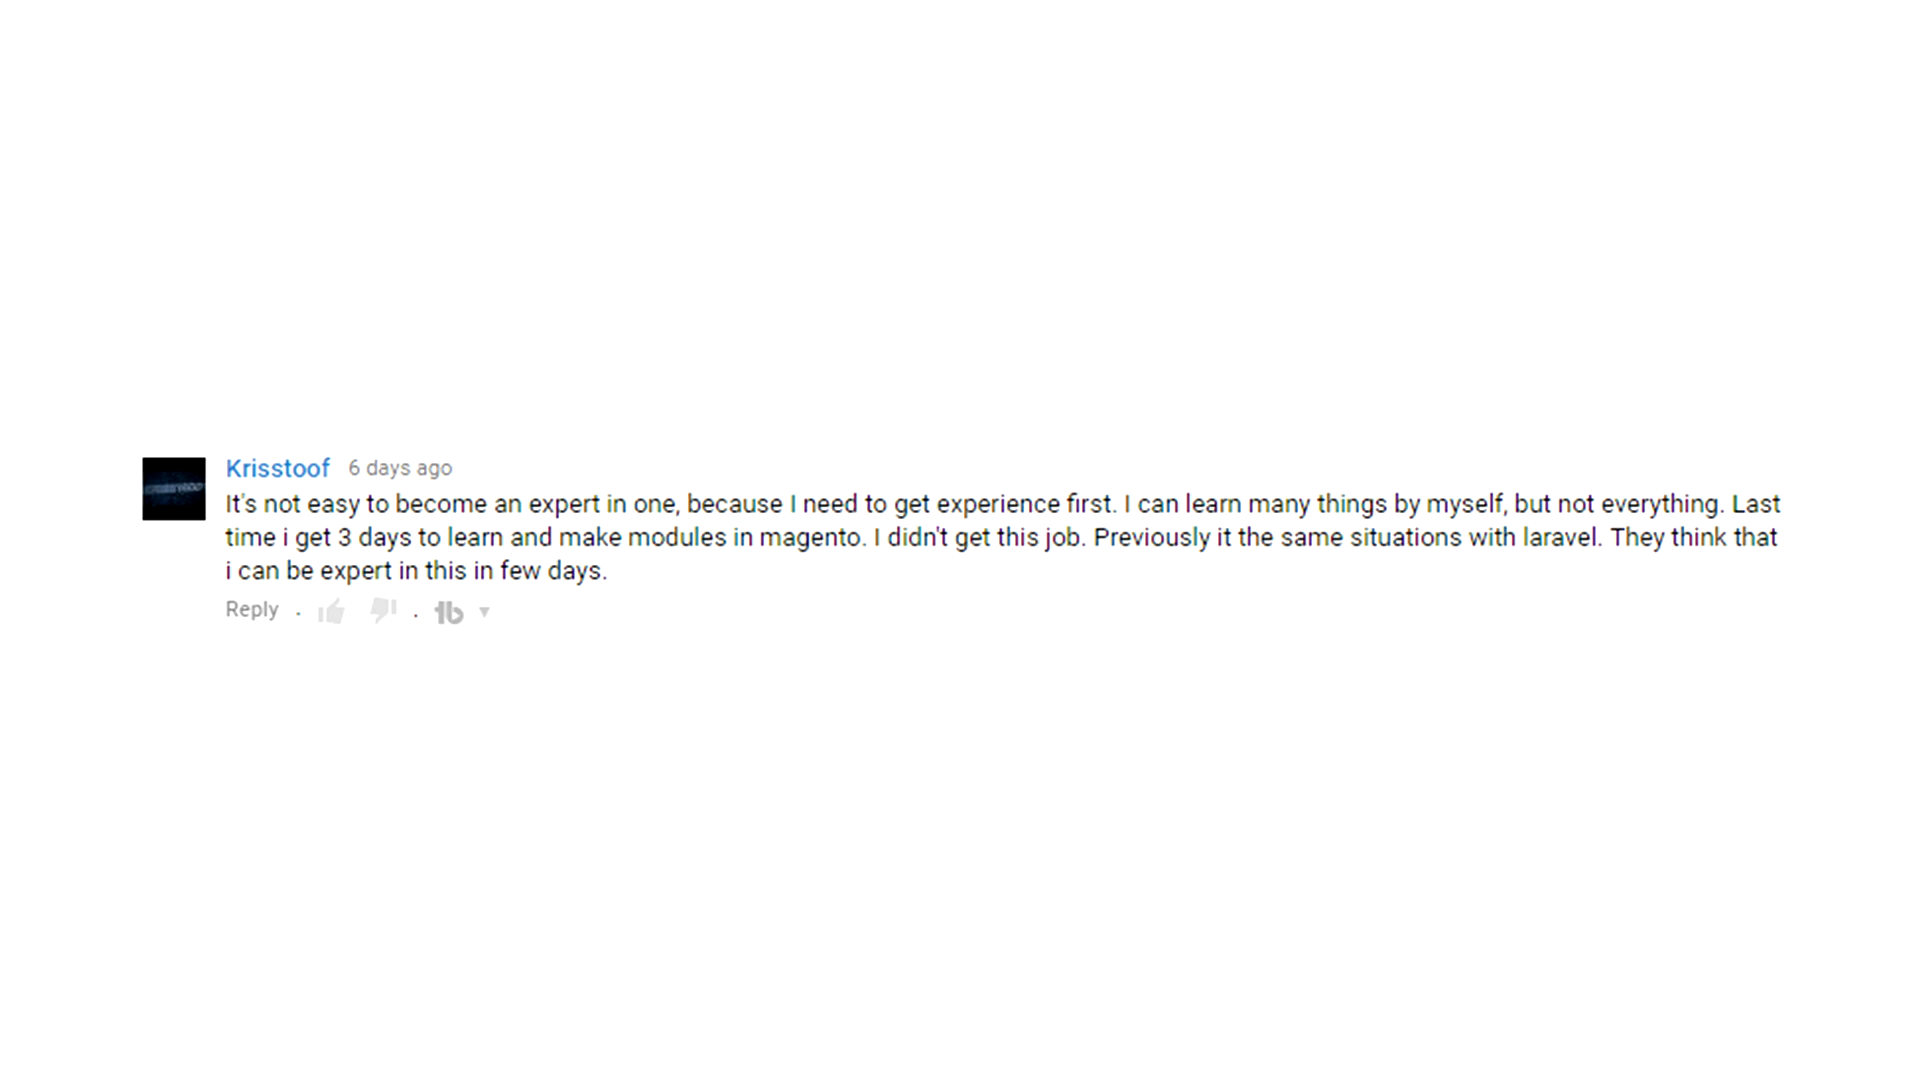 Krisstoof 6 days ago
It's not easy to become an expert in one, because I need to get experience first. I can learn many things by myself, but not everything. Last
time i get 3 days to learn and make modules in magento. I didn't get this job. Previously it the same situations with laravel. They think that
i can be expert in this in few days.
Reply